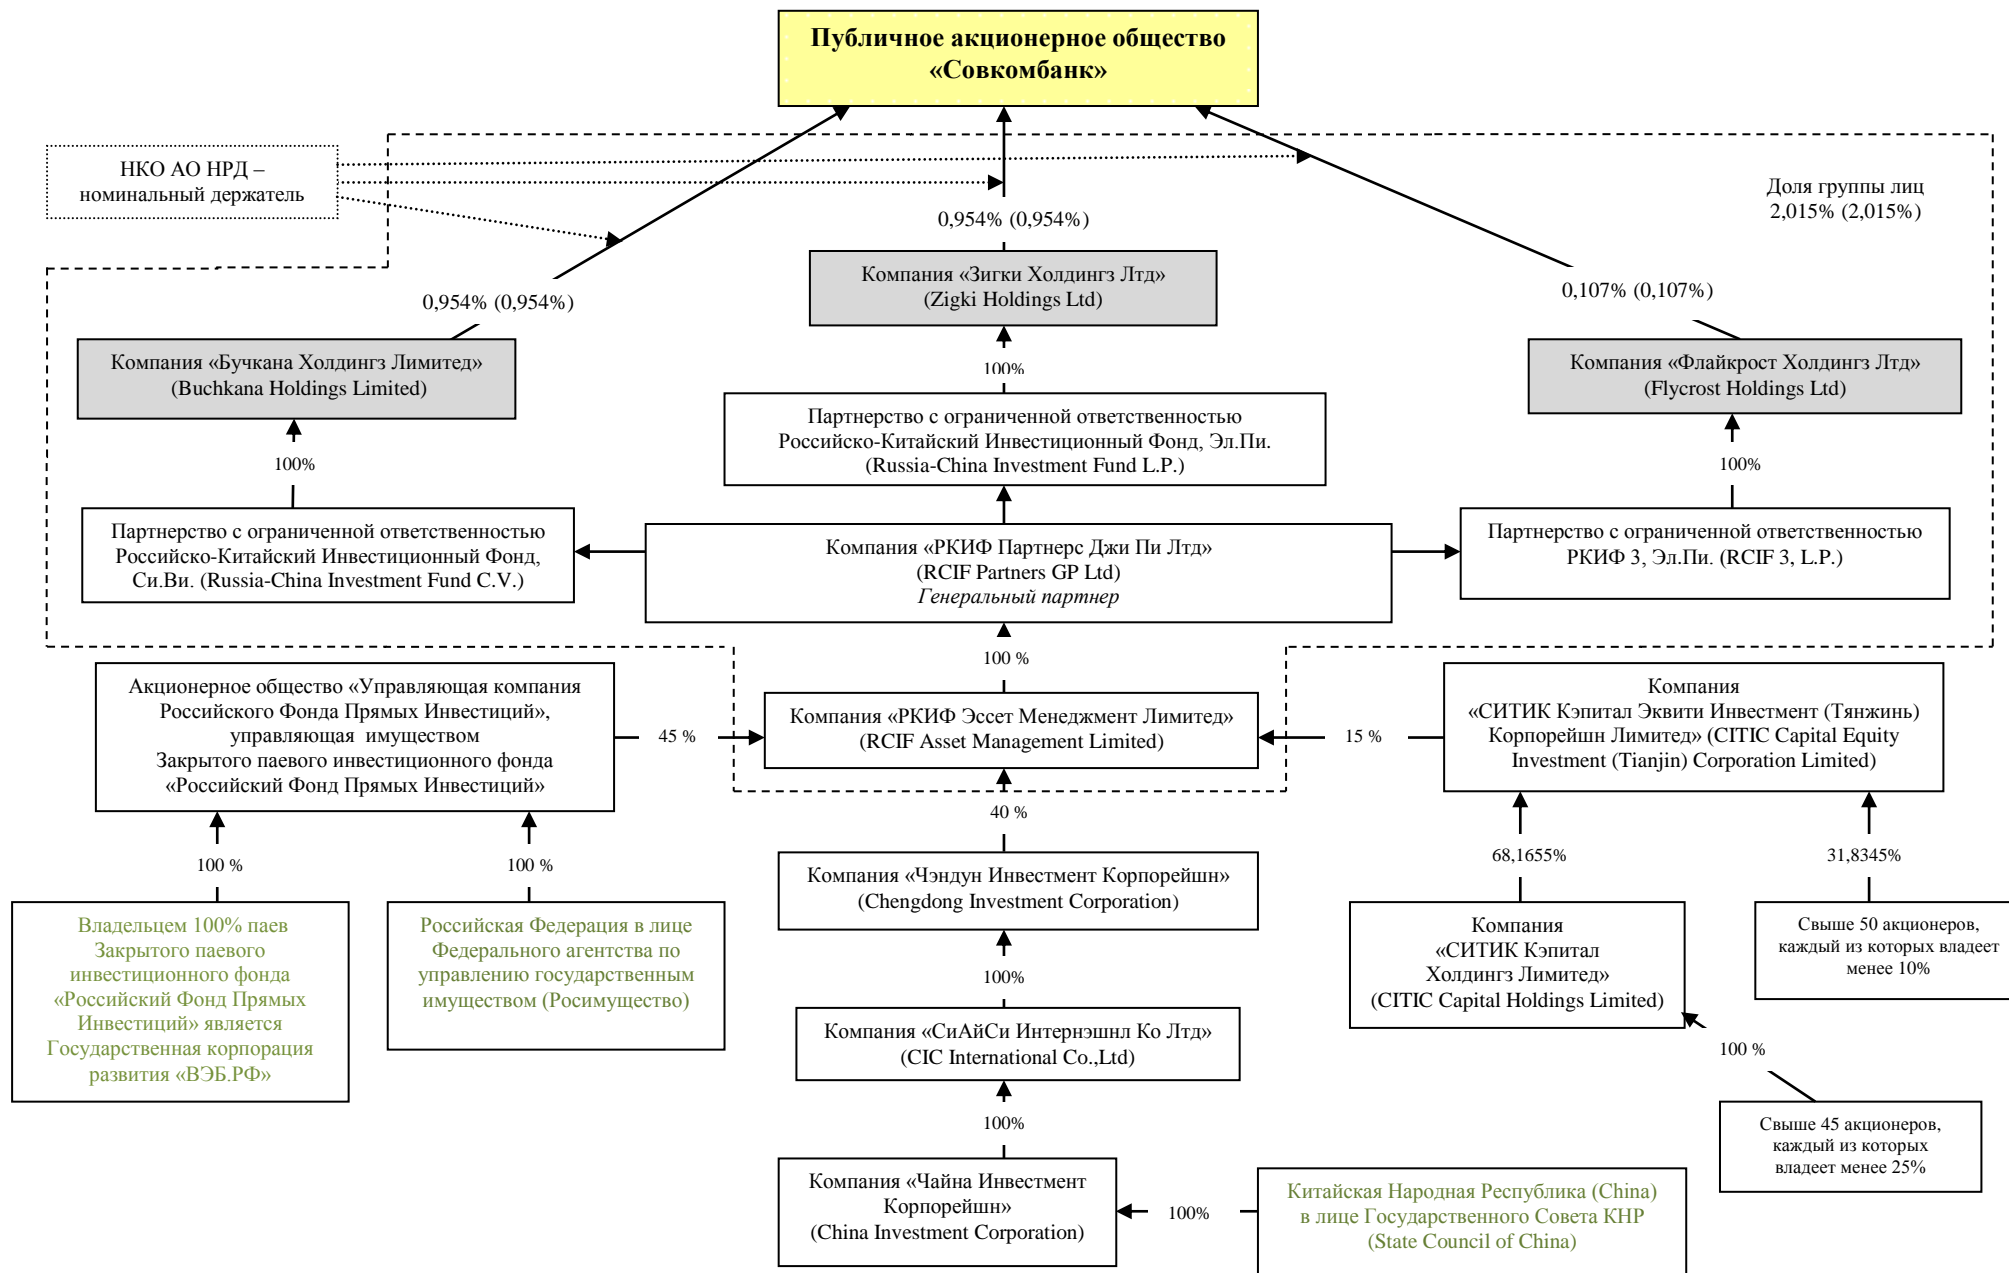 Публичное акционерное общество
«Совкомбанк»
НКО АО НРД –
номинальный держатель
Доля группы лиц
2,015% (2,015%)
0,954% (0,954%)
Компания «Зигки Холдингз Лтд»
(Zigki Holdings Ltd)
0,954% (0,954%)
0,107% (0,107%)
Компания «Бучкана Холдингз Лимитед»
(Buchkana Holdings Limited)
100%
Компания «Флайкрост Холдингз Лтд»
(Flycrost Holdings Ltd)
Партнерство с ограниченной ответственностью
Российско-Китайский Инвестиционный Фонд, Эл.Пи.
(Russia-China Investment Fund L.P.)
100%
100%
Партнерство с ограниченной ответственностью
Российско-Китайский Инвестиционный Фонд,
Си.Ви. (Russia-China Investment Fund C.V.)
Компания «РКИФ Партнерс Джи Пи Лтд»
(RCIF Partners GP Ltd)
Генеральный партнер
Партнерство с ограниченной ответственностью
РКИФ 3, Эл.Пи. (RCIF 3, L.P.)
100 %
Акционерное общество «Управляющая компания
Российского Фонда Прямых Инвестиций»,
управляющая имуществом
Закрытого паевого инвестиционного фонда
«Российский Фонд Прямых Инвестиций»
45 %
Компания «РКИФ Эссет Менеджмент Лимитед»
(RCIF Asset Management Limited)
15 %
Компания
«СИТИК Кэпитал Эквити Инвестмент (Тянжинь)
Корпорейшн Лимитед» (CITIC Capital Equity
Investment (Tianjin) Corporation Limited)
40 %
100 %
100 %
68,1655%
31,8345%
Компания «Чэндун Инвестмент Корпорейшн»
(Chengdong Investment Corporation)
Владельцем 100% паев
Закрытого паевого
инвестиционного фонда
«Российский Фонд Прямых
Инвестиций» является
Государственная корпорация
развития «ВЭБ.РФ»
Российская Федерация в лице
Федерального агентства по
управлению государственным
имуществом (Росимущество)
Компания
«СИТИК Кэпитал
Холдингз Лимитед»
(CITIC Capital Holdings Limited)
Свыше 50 акционеров,
каждый из которых владеет
менее 10%
100%
Компания «СиАйСи Интернэшнл Ко Лтд»
(CIC International Co.,Ltd)
100 %
100%
Свыше 45 акционеров,
каждый из которых
владеет менее 25%
Компания «Чайна Инвестмент
Корпорейшн»
(China Investment Corporation)
100%
Китайская Народная Республика (China)
в лице Государственного Совета КНР
(State Council of China)